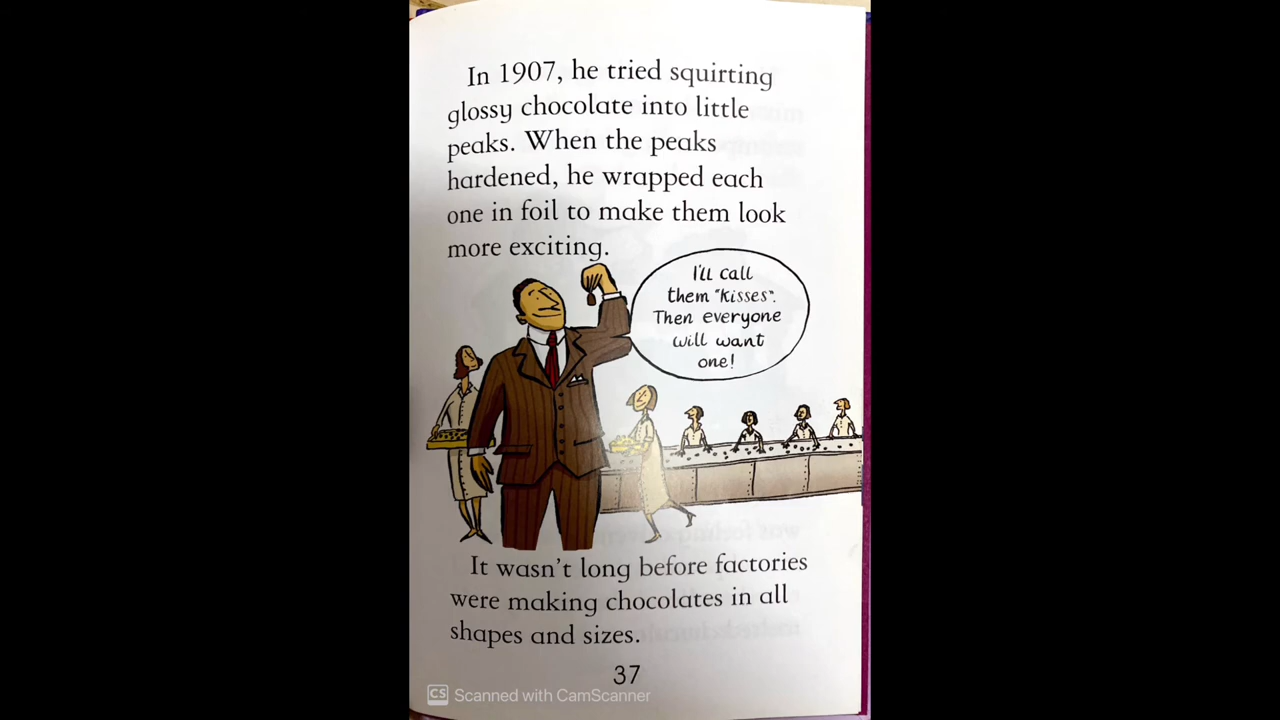 In 1907, he tried squirting
glossy chocolate into little
peaks. When the peaks
hardened, he wrapped each
one in foil to make them look
more exciting.
I'll call
them "kisses".
Then everyone
will want
one!
It wasn't long before factories
were making chocolates in all
shapes and sizes.
37
CS Scanned with CamScanner